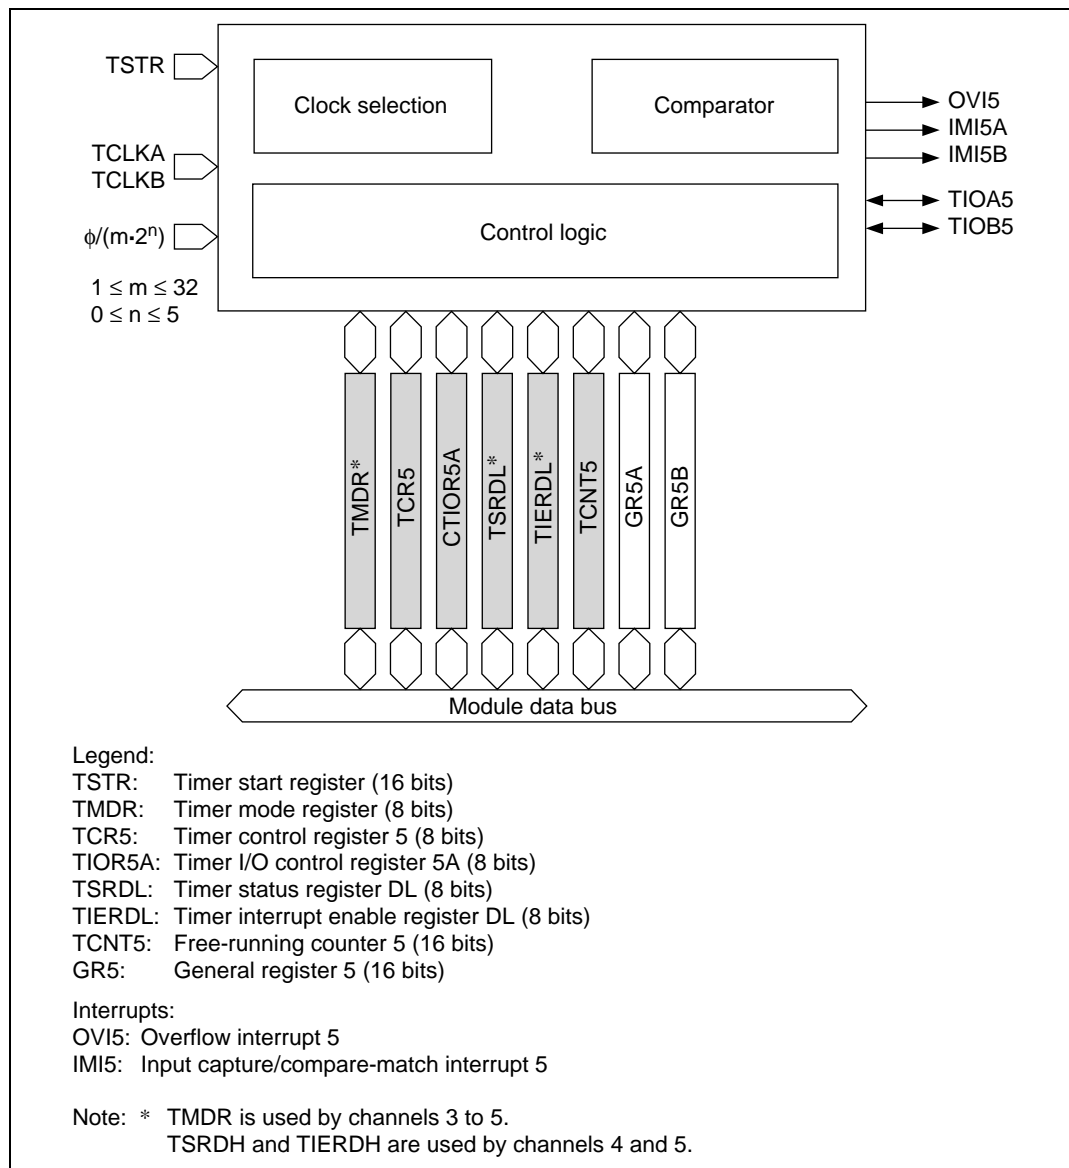 TSTR
Clock selection
Comparator
OVI5
IMI5A
IMI5B
TCLKA
TCLKB
TIOA5
TIOB5
ϕ/(m·2ⁿ)
Control logic
1 ≤ m ≤ 32
0 ≤ n ≤ 5
TMDR*
TCR5
CTIOR5A
TSRDL*
TIERDL*
TCNT5
GR5A
GR5B
Module data bus
Legend:
TSTR: Timer start register (16 bits)
TMDR: Timer mode register (8 bits)
TCR5: Timer control register 5 (8 bits)
TIOR5A: Timer I/O control register 5A (8 bits)
TSRDL: Timer status register DL (8 bits)
TIERDL: Timer interrupt enable register DL (8 bits)
TCNT5: Free-running counter 5 (16 bits)
GR5: General register 5 (16 bits)
Interrupts:
OVI5: Overflow interrupt 5
IMI5: Input capture/compare-match interrupt 5
Note: * TMDR is used by channels 3 to 5.
TSRDH and TIERDH are used by channels 4 and 5.